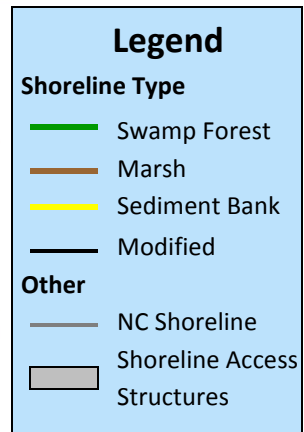 Legend
Shoreline Type
Swamp Forest
Marsh
Sediment Bank
Modified
Other
NC Shoreline
Shoreline Access
Structures